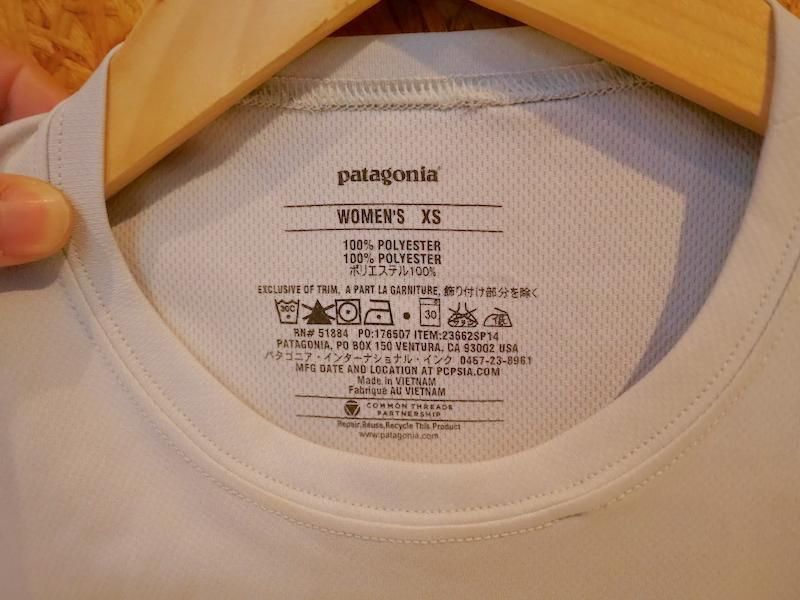 patagonia®
WOMEN'S XS
100% POLYESTER
100% POLYESTER
ポリエステル100%
EXCLUSIVE OF TRIM, A PART LA GARNITURE, 飾り付け部分を除く
30C 30 低
RN# 51884 PO:176507 ITEM:23662SP14
PATAGONIA, PO BOX 150 VENTURA, CA 93002 USA
パタゴニア・インターナショナル・インク 0467-23-8961
MFG DATE AND LOCATION AT PCPSIA.COM
Made in VIETNAM
Fabriqué AU VIETNAM
COMMON THREADS
PARTNERSHIP
Repair,Reuse,Recycle This Product
www.patagonia.com